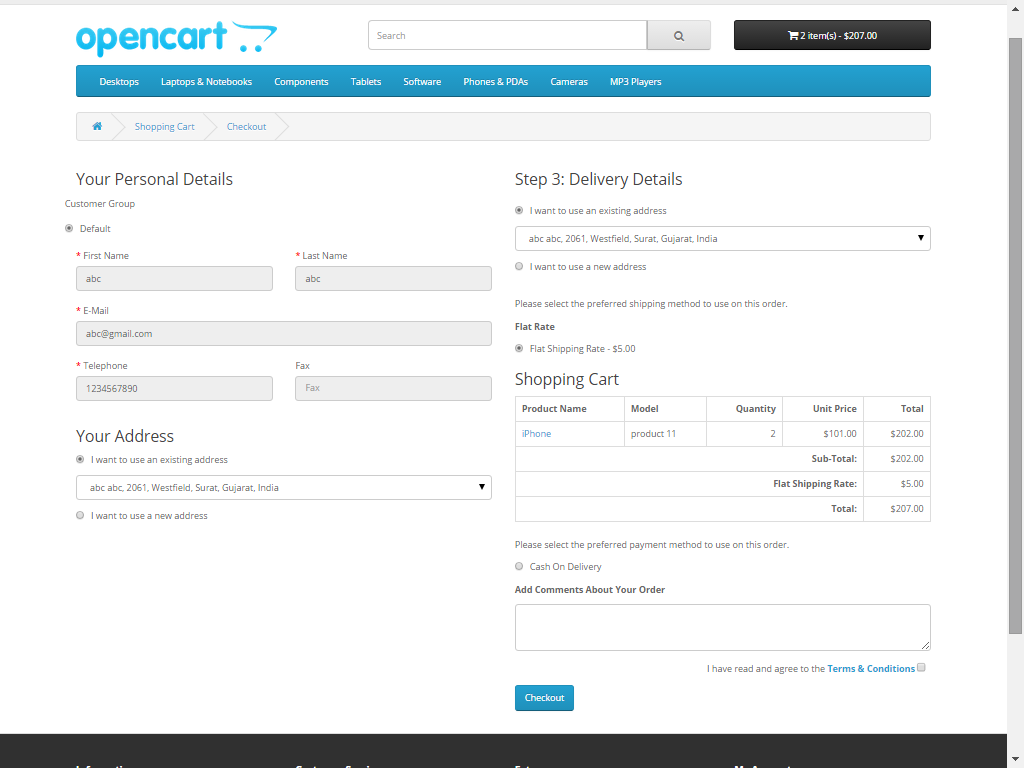 opencart
Search
2 item(s) - $207.00
Desktops Laptops & Notebooks Components Tablets Software Phones & PDAs Cameras MP3 Players
Shopping Cart Checkout
Your Personal Details
Customer Group
Default
* First Name * Last Name
abc abc
* E-Mail
abc@gmail.com
* Telephone Fax
1234567890 Fax
Your Address
I want to use an existing address
abc abc, 2061, Westfield, Surat, Gujarat, India
I want to use a new address
Step 3: Delivery Details
I want to use an existing address
abc abc, 2061, Westfield, Surat, Gujarat, India
I want to use a new address
Please select the preferred shipping method to use on this order.
Flat Rate
Flat Shipping Rate - $5.00
Shopping Cart
Product Name Model Quantity Unit Price Total
iPhone product 11 2 $101.00 $202.00
Sub-Total: $202.00
Flat Shipping Rate: $5.00
Total: $207.00
Please select the preferred payment method to use on this order.
Cash On Delivery
Add Comments About Your Order
I have read and agree to the Terms & Conditions
Checkout